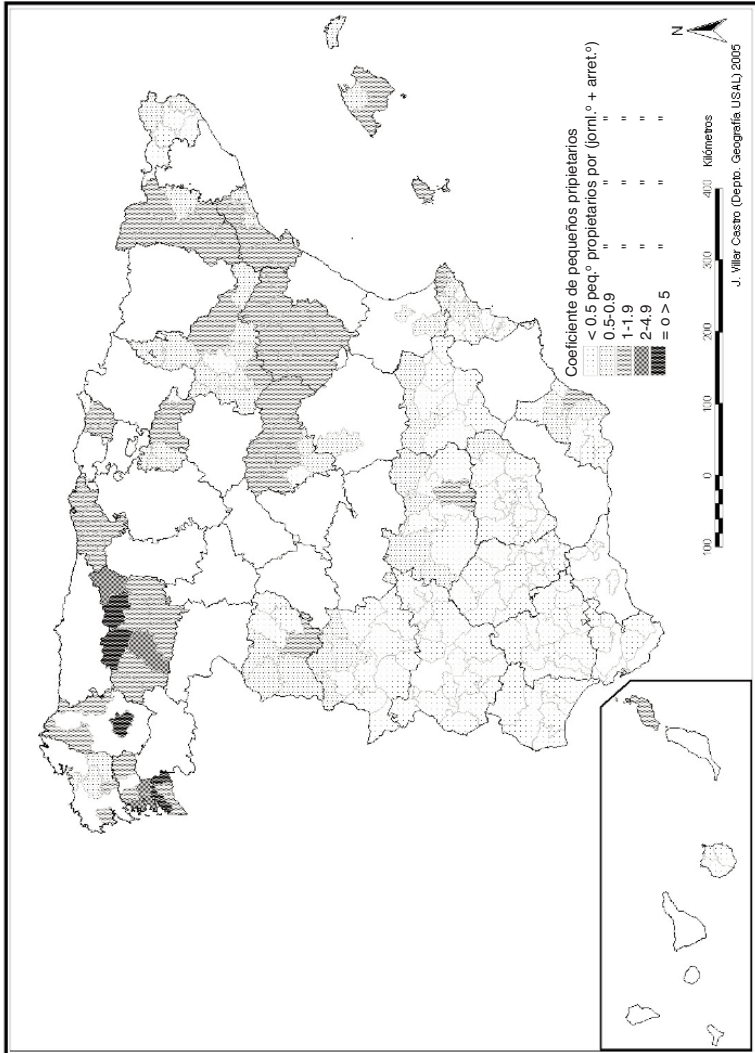 Coeficiente de pequeños pripietarios
< 0.5 peq.º propietarios por (jornl.º + arret.º)
0.5-0.9 " " "
1-1.9 " " "
2-4.9 " " "
= o > 5 " " "
N
100 0 100 200 300 400 Kilómetros
J. Villar Castro (Depto. Geografía USAL) 2005